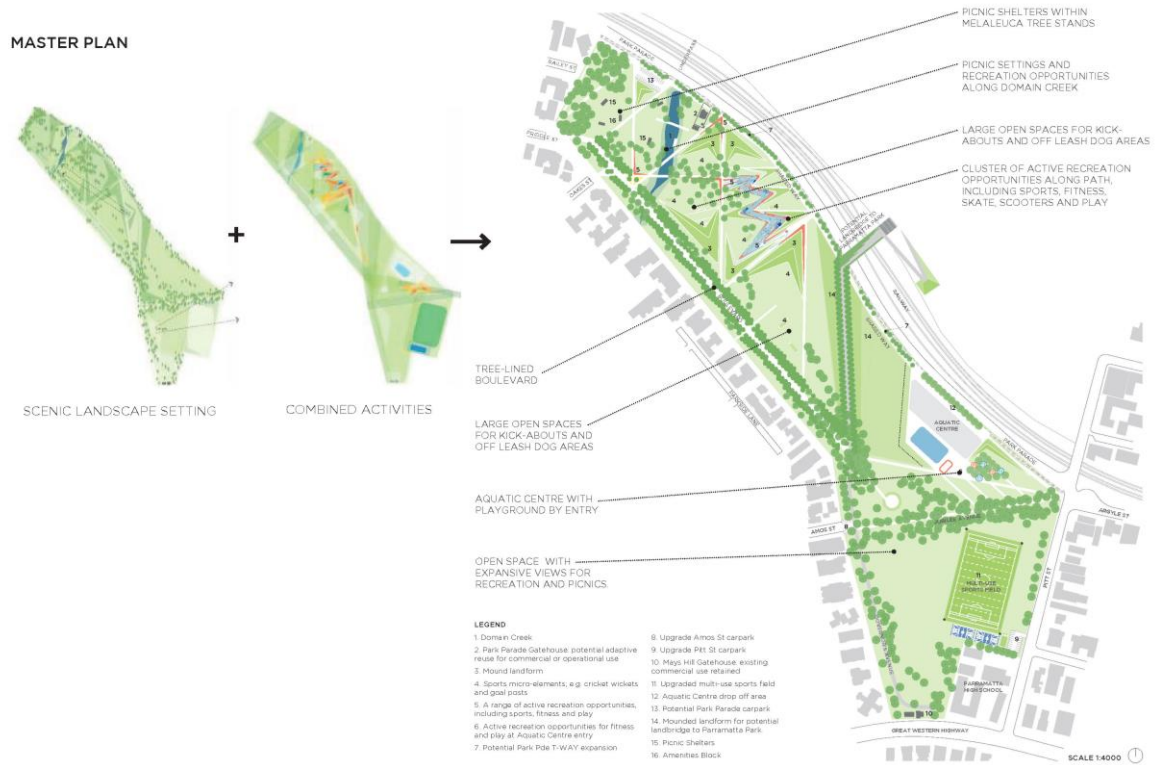 MASTER PLAN
SCENIC LANDSCAPE SETTING
COMBINED ACTIVITIES
PICNIC SHELTERS WITHIN
MELALEUCA TREE STANDS
PICNIC SETTINGS AND
RECREATION OPPORTUNITIES
ALONG DOMAIN CREEK
LARGE OPEN SPACES FOR KICK-
ABOUTS AND OFF LEASH DOG AREAS
CLUSTER OF ACTIVE RECREATION
OPPORTUNITIES ALONG PATH,
INCLUDING SPORTS, FITNESS,
SKATE, SCOOTERS AND PLAY
TREE-LINED
BOULEVARD
LARGE OPEN SPACES
FOR KICK-ABOUTS AND
OFF LEASH DOG AREAS
AQUATIC CENTRE WITH
PLAYGROUND BY ENTRY
OPEN SPACE WITH
EXPANSIVE VIEWS FOR
RECREATION AND PICNICS
PARK PARADE
RAILWAY
AQUATIC
CENTRE
PARK PARADE
ARGYLE ST
PITT ST
AMOS ST
MULTI-USE
SPORTS FIELD
PARRAMATTA
HIGH SCHOOL
GREAT WESTERN HIGHWAY
LEGEND
1. Domain Creek
2. Park Parade Gatehouse: potential adaptive
reuse for commercial or operational use
3. Mound landform
4. Sports micro-elements, e.g. cricket wickets
and goal posts
5. A range of active recreation opportunities,
including sports, fitness and play
6. Active recreation opportunities for fitness
and play at Aquatic Centre entry
7. Potential Park Pde T-WAY expansion
8. Upgrade Amos St carpark
9. Upgrade Pitt St carpark
10. Mays Hill Gatehouse: existing
commercial use retained
11. Upgraded multi-use sports field
12. Aquatic Centre drop off area
13. Potential Park Parade carpark
14. Mounded landform for potential
landbridge to Parramatta Park
15. Picnic Shelters
16. Amenities Block
SCALE 1:4000